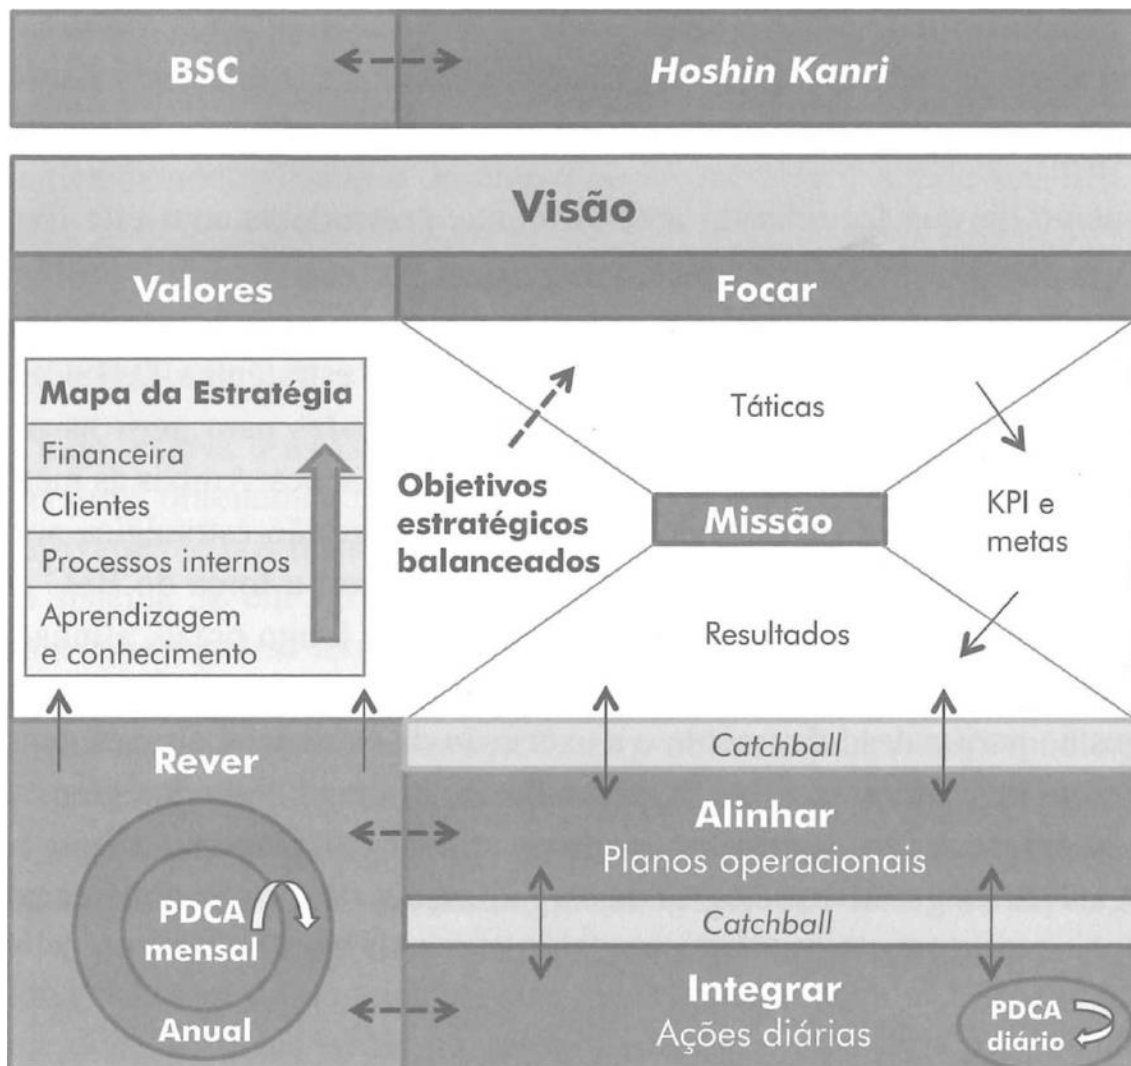 BSC
Hoshin Kanri
Visão
Valores
Focar
Mapa da Estratégia
Financeira
Clientes
Processos internos
Aprendizagem
e conhecimento
Objetivos
estratégicos
balanceados
Táticas
Missão
KPI e
metas
Resultados
Rever
PDCA
mensal
Anual
Catchball
Alinhar
Planos operacionais
Catchball
Integrar
Ações diárias
PDCA
diário